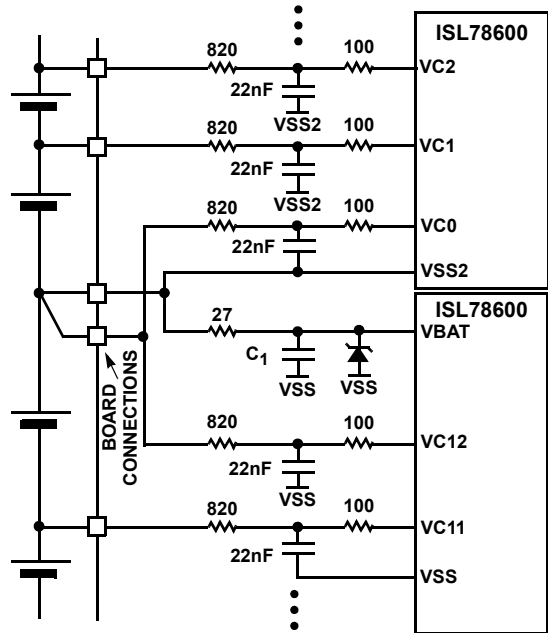 ISL78600
820
100
VC2
22nF
VSS2
820
100
VC1
22nF
VSS2
820
100
VC0
22nF
VSS2
ISL78600
27
VBAT
C1
VSS
VSS
BOARD
CONNECTIONS
820
100
VC12
22nF
VSS
820
100
VC11
22nF
VSS